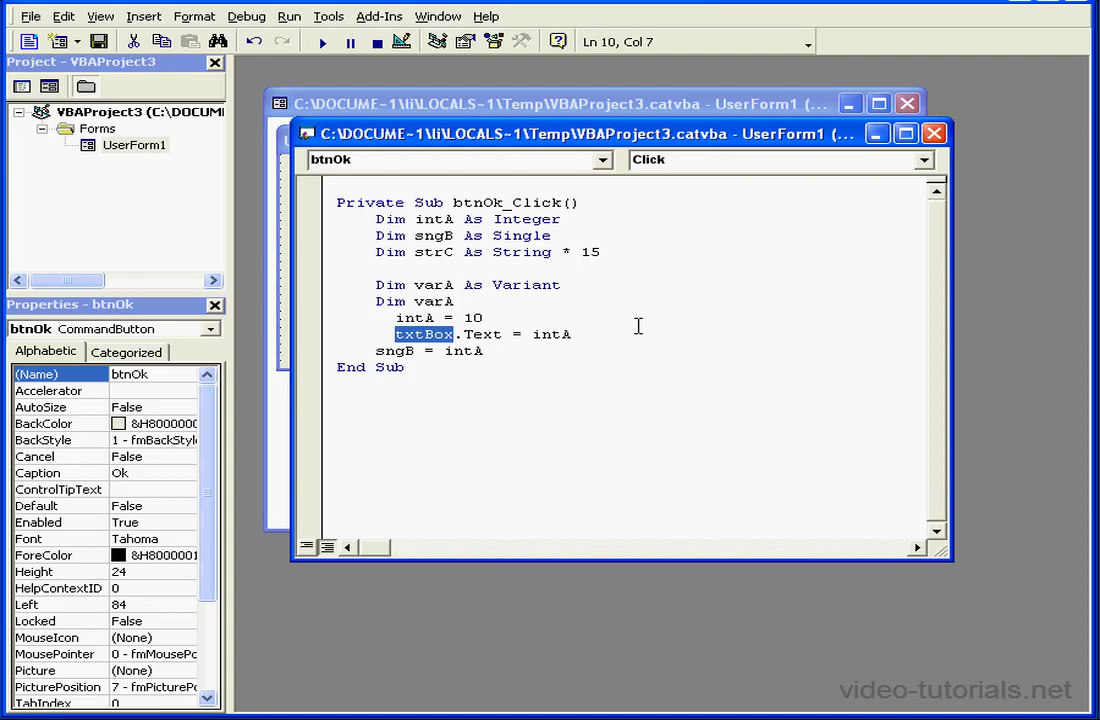 File Edit View Insert Format Debug Run Tools Add-Ins Window Help
Ln 10, Col 7
Project - VBAProject3
VBAProject3 (C:\DOCUMI
Forms
UserForm1
C:\DOCUME~1\li\LOCALS~1\Temp\VBAProject3.catvba - UserForm1 (...
C:\DOCUME~1\li\LOCALS~1\Temp\VBAProject3.catvba - UserForm1 (...
btnOk Click
Private Sub btnOk_Click()
Dim intA As Integer
Dim sngB As Single
Dim strC As String * 15
Dim varA As Variant
Dim varA
intA = 10
txtBox.Text = intA
sngB = intA
End Sub
Properties - btnOk
btnOk CommandButton
Alphabetic Categorized
(Name) btnOk
Accelerator
AutoSize False
BackColor &H8000000
BackStyle 1 - fmBackStyl
Cancel False
Caption Ok
ControlTipText
Default False
Enabled True
Font Tahoma
ForeColor &H8000001
Height 24
HelpContextID 0
Left 84
Locked False
MouseIcon (None)
MousePointer 0 - fmMousePo
Picture (None)
PicturePosition 7 - fmPicturePo
TabIndex 0
video-tutorials.net